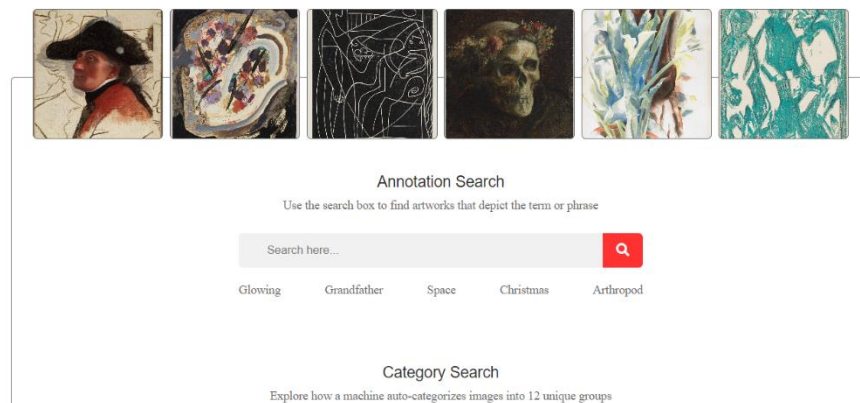 Annotation Search
Use the search box to find artworks that depict the term or phrase
Search here...
Glowing Grandfather Space Christmas Arthropod
Category Search
Explore how a machine auto-categorizes images into 12 unique groups